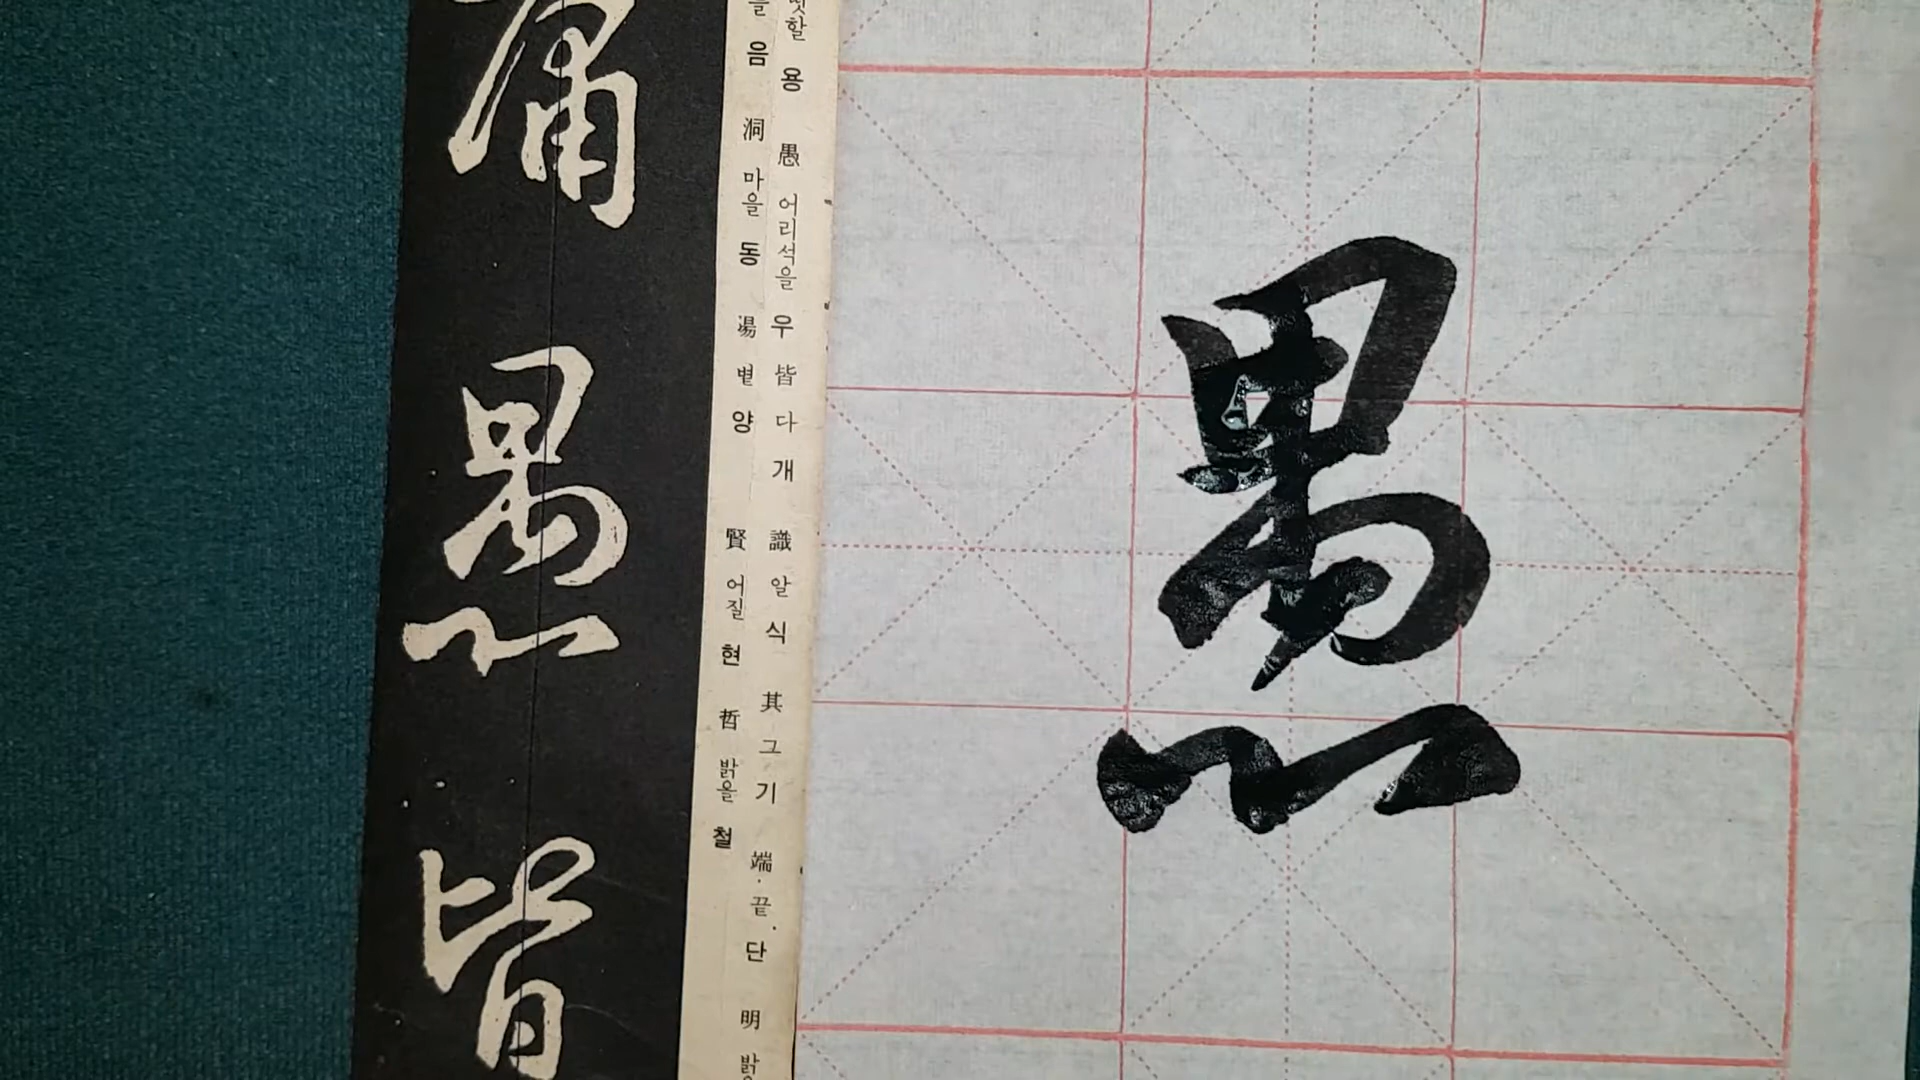 庸
愚
皆
떳떳할 용 愚 어리석을 우 皆 다 개 識 알 식 其 그 기 端 끝 단 明 밝
을 음 洞 마을 동 湯 볕 양 賢 어질 현 哲 밝을 철
愚